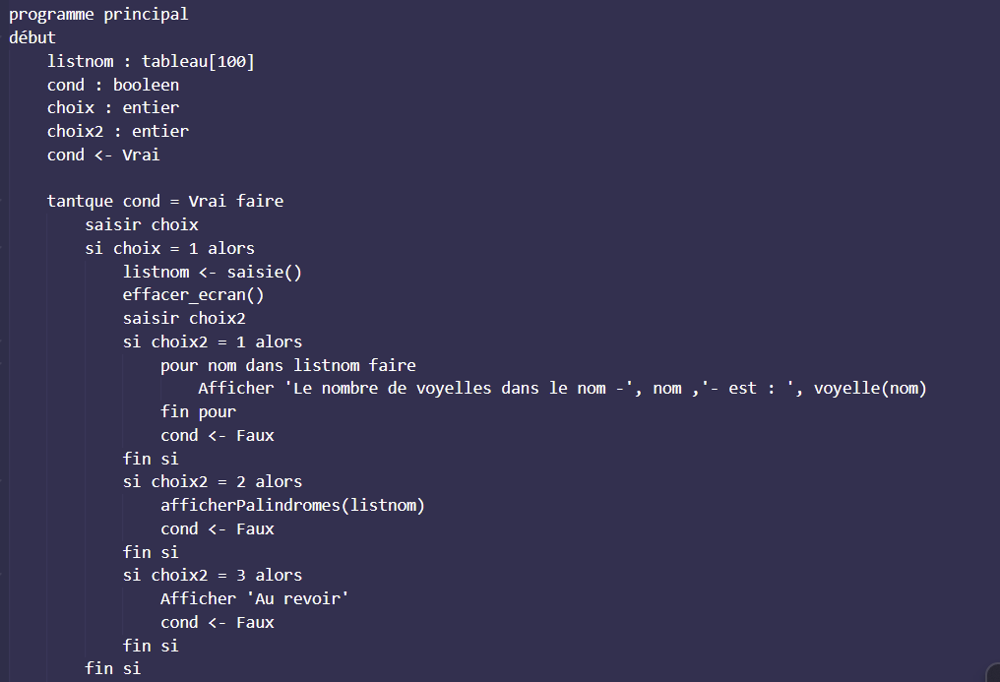 programme principal
début
    listnom : tableau[100]
    cond : booleen
    choix : entier
    choix2 : entier
    cond <- Vrai

    tantque cond = Vrai faire
        saisir choix
        si choix = 1 alors
            listnom <- saisie()
            effacer_ecran()
            saisir choix2
            si choix2 = 1 alors
                pour nom dans listnom faire
                    Afficher 'Le nombre de voyelles dans le nom -', nom ,'- est : ', voyelle(nom)
                fin pour
                cond <- Faux
            fin si
            si choix2 = 2 alors
                afficherPalindromes(listnom)
                cond <- Faux
            fin si
            si choix2 = 3 alors
                Afficher 'Au revoir'
                cond <- Faux
            fin si
        fin si